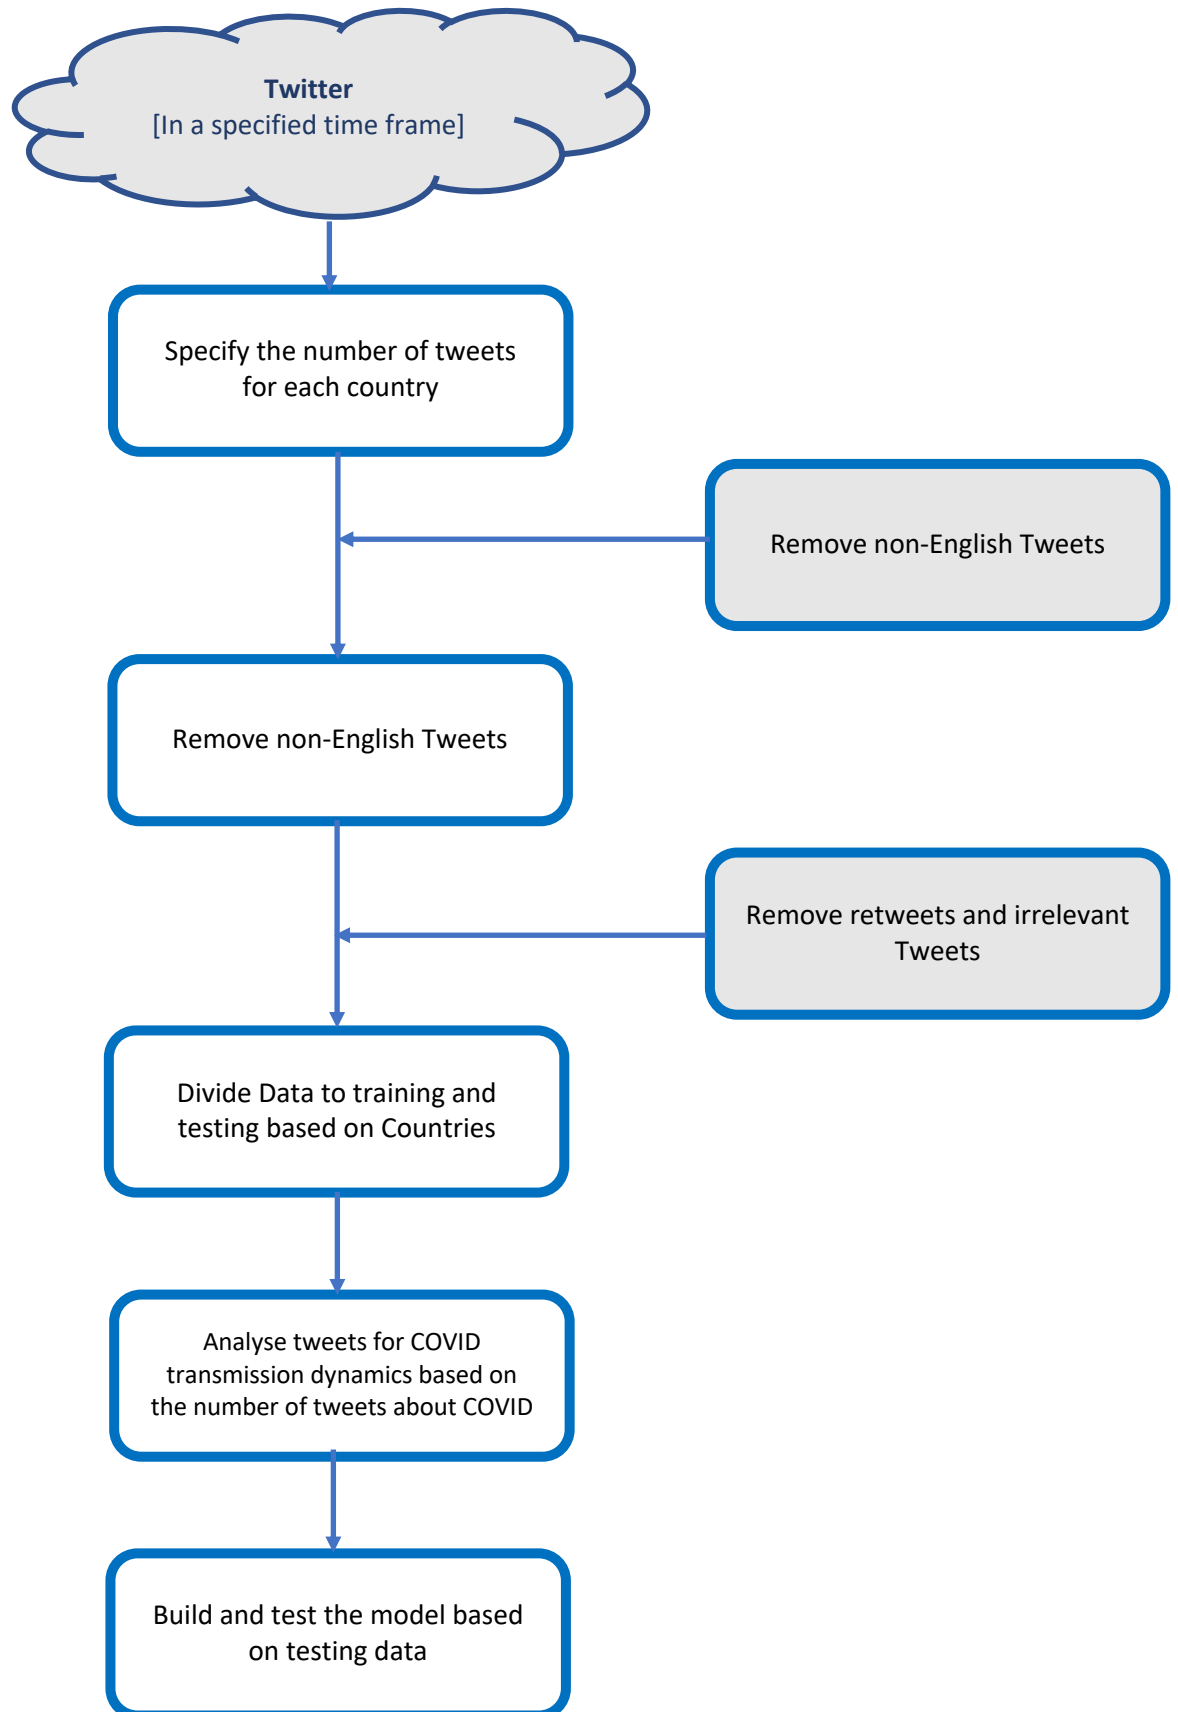 Twitter
[In a specified time frame]
Specify the number of tweets
for each country
Remove non-English Tweets
Remove non-English Tweets
Remove retweets and irrelevant
Tweets
Divide Data to training and
testing based on Countries
Analyse tweets for COVID
transmission dynamics based on
the number of tweets about COVID
Build and test the model based
on testing data